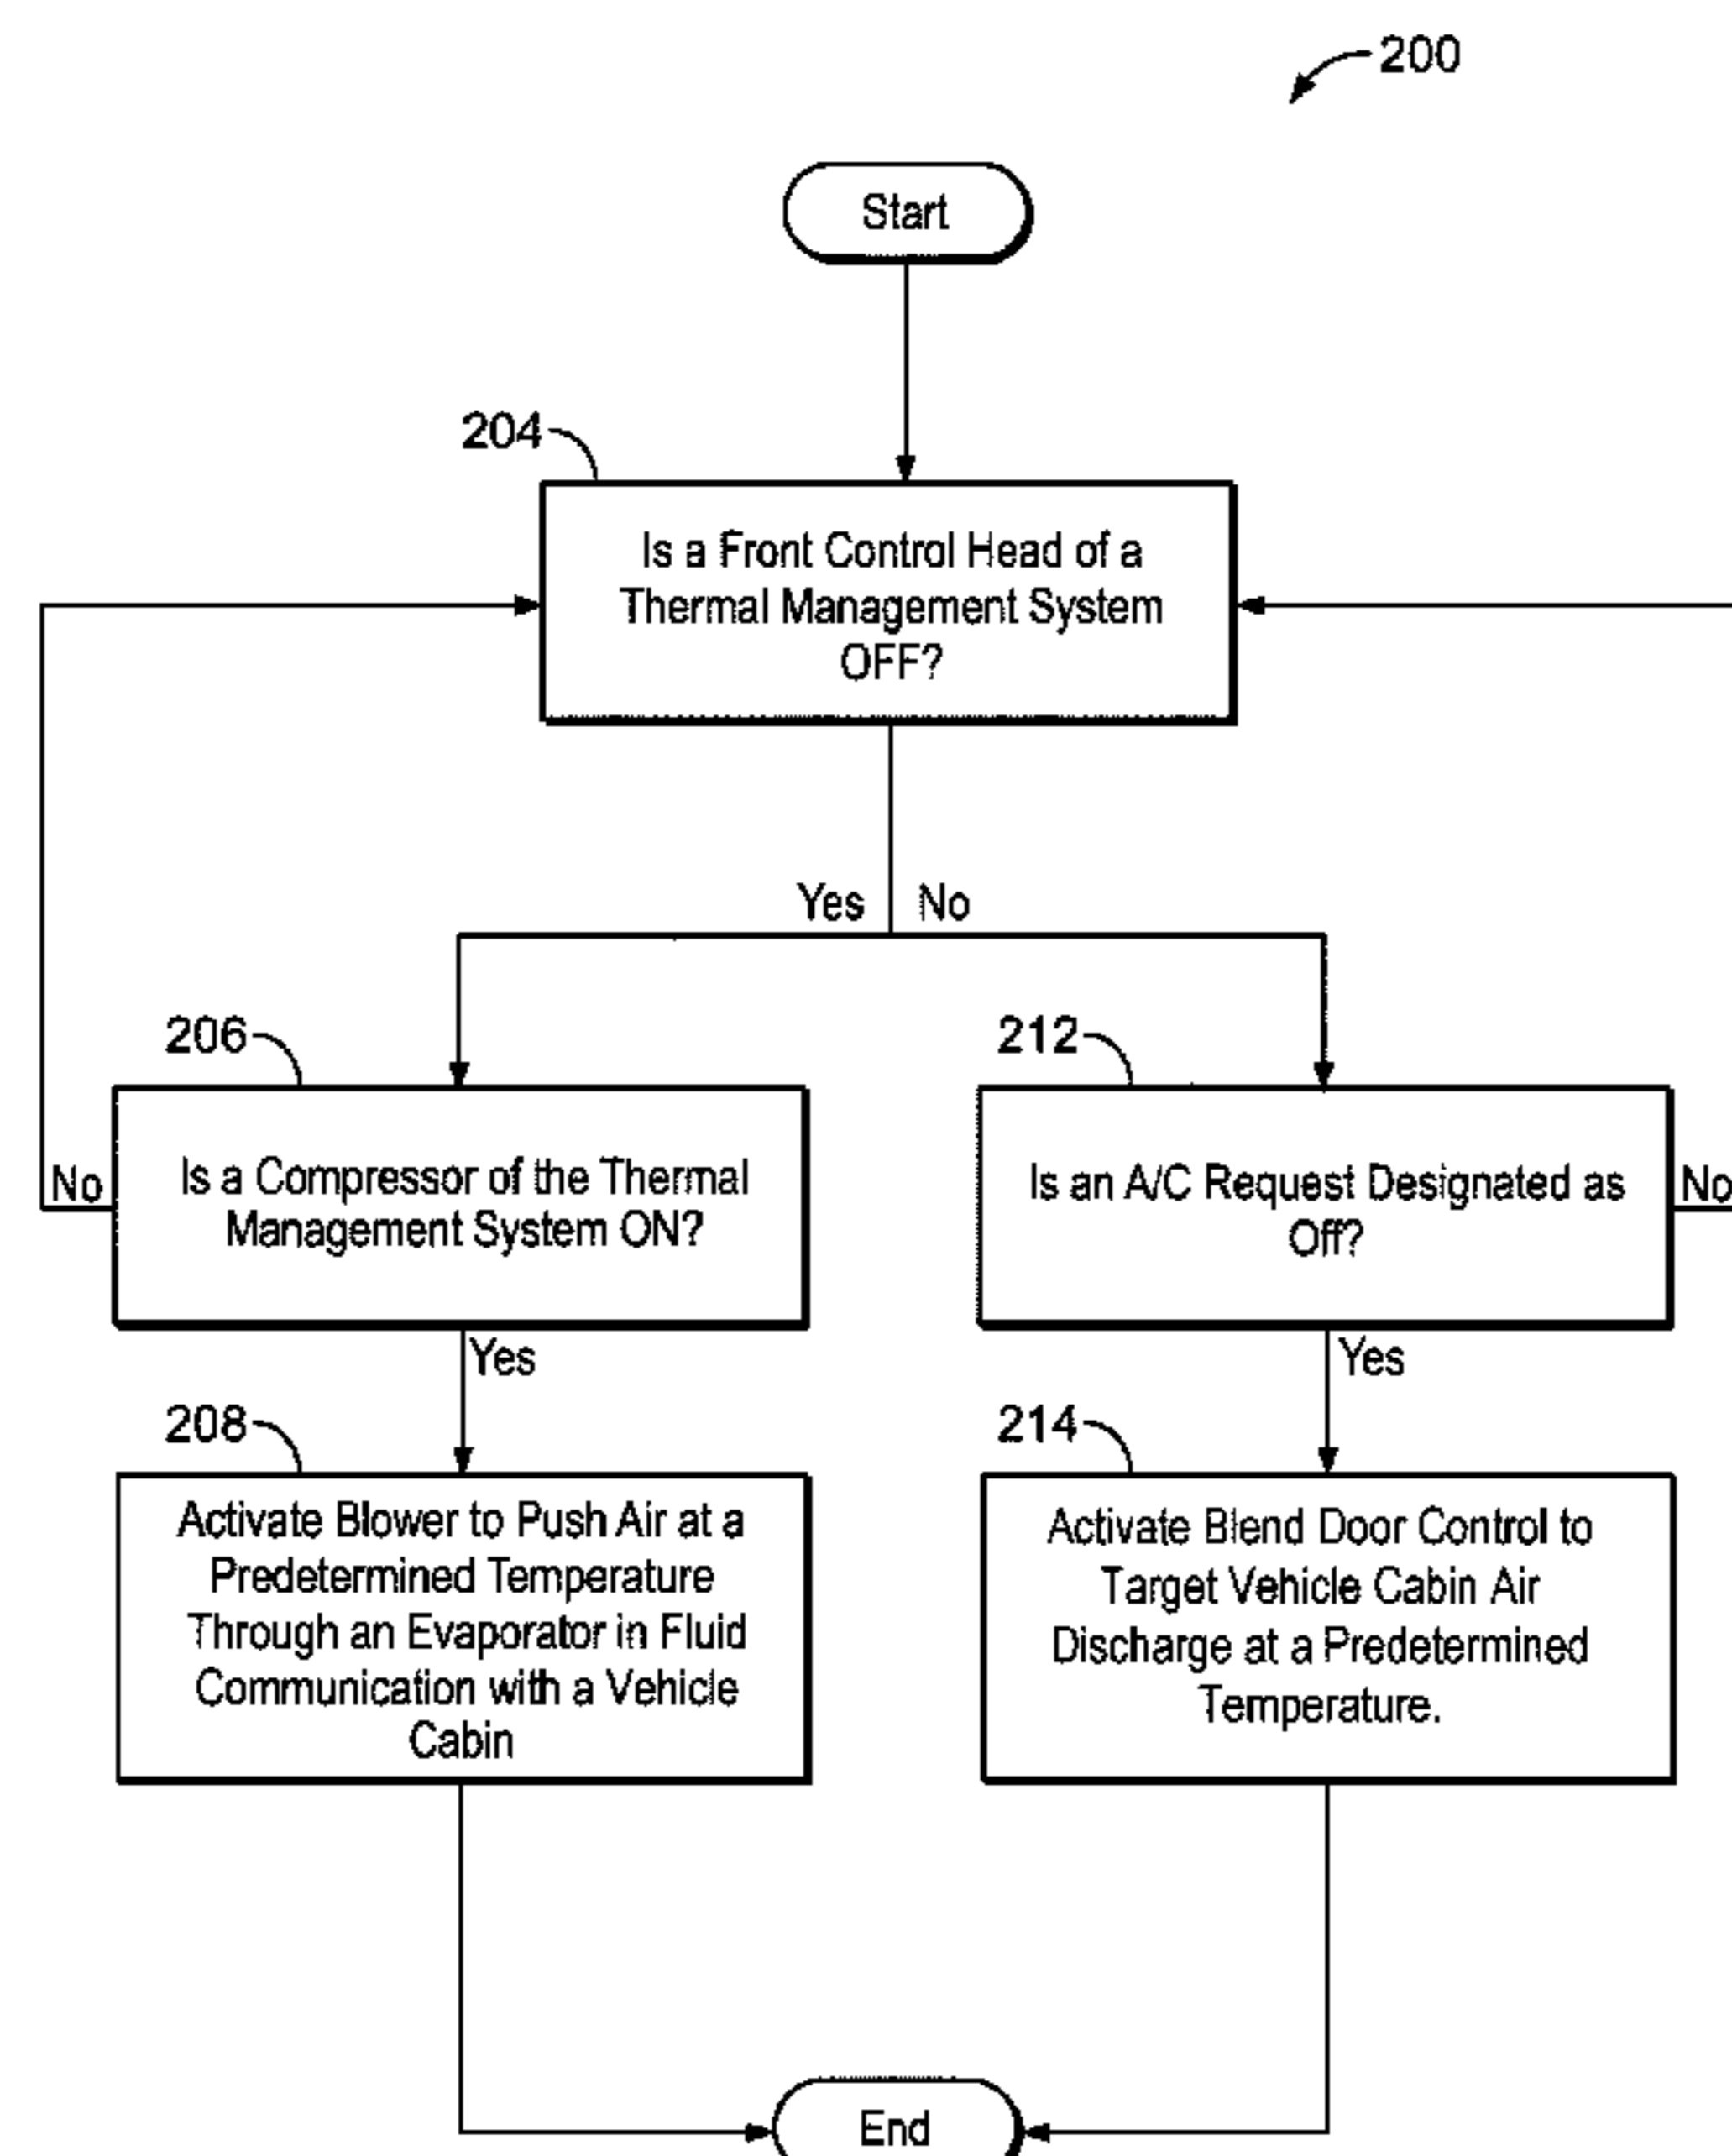 200
Start
204
Is a Front Control Head of a
Thermal Management System
OFF?
Yes
No
206
212
No
Is a Compressor of the Thermal
Management System ON?
Is an A/C Request Designated as
Off?
No
Yes
Yes
208
214
Activate Blower to Push Air at a
Predetermined Temperature
Through an Evaporator in Fluid
Communication with a Vehicle
Cabin
Activate Blend Door Control to
Target Vehicle Cabin Air
Discharge at a Predetermined
Temperature.
End